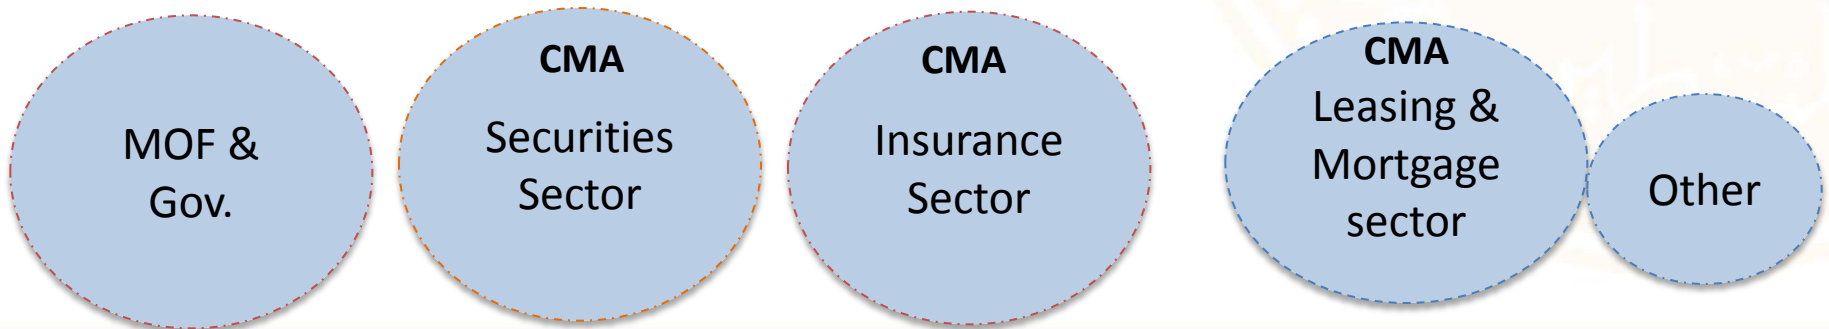 MOF &
Gov.
CMA
Securities
Sector
CMA
Insurance
Sector
CMA
Leasing &
Mortgage
sector
Other